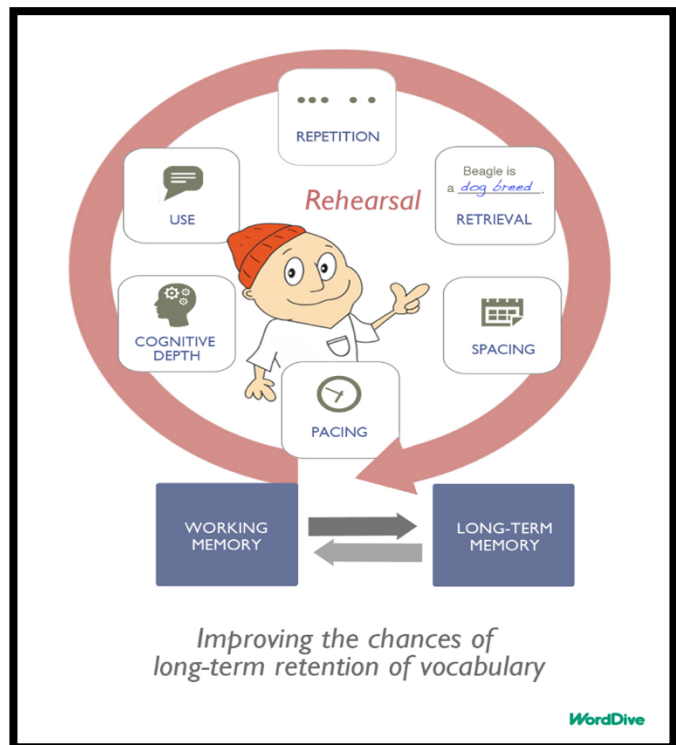 REPETITION
Rehearsal
Beagle is
a dog breed.
RETRIEVAL
USE
COGNITIVE
DEPTH
SPACING
PACING
WORKING
MEMORY
LONG-TERM
MEMORY
Improving the chances of
long-term retention of vocabulary
WordDive